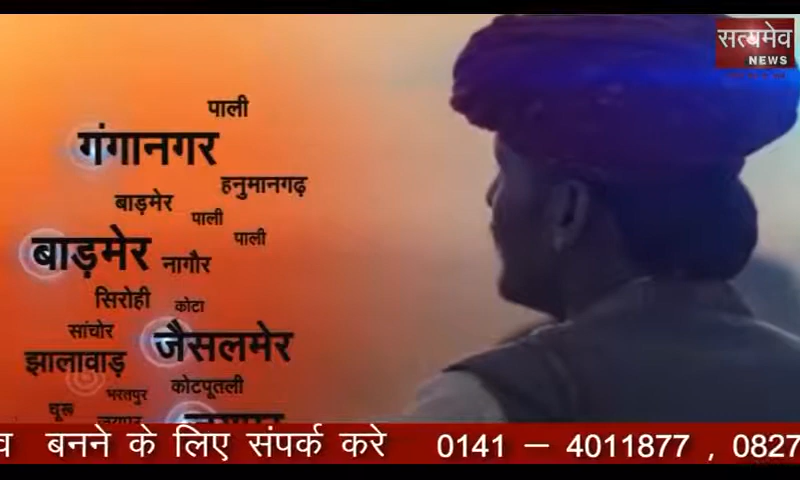 सत्यमेव
NEWS
पाली
गंगानगर
हनुमानगढ़
बाड़मेर
पाली
पाली
बाड़मेर नागौर
सिरोही
कोटा
सांचोर
जैसलमेर
झालावाड़
कोटपूतली
भरतपुर
चूरू
बनने के लिए संपर्क करे 0141 – 4011877 , 0827